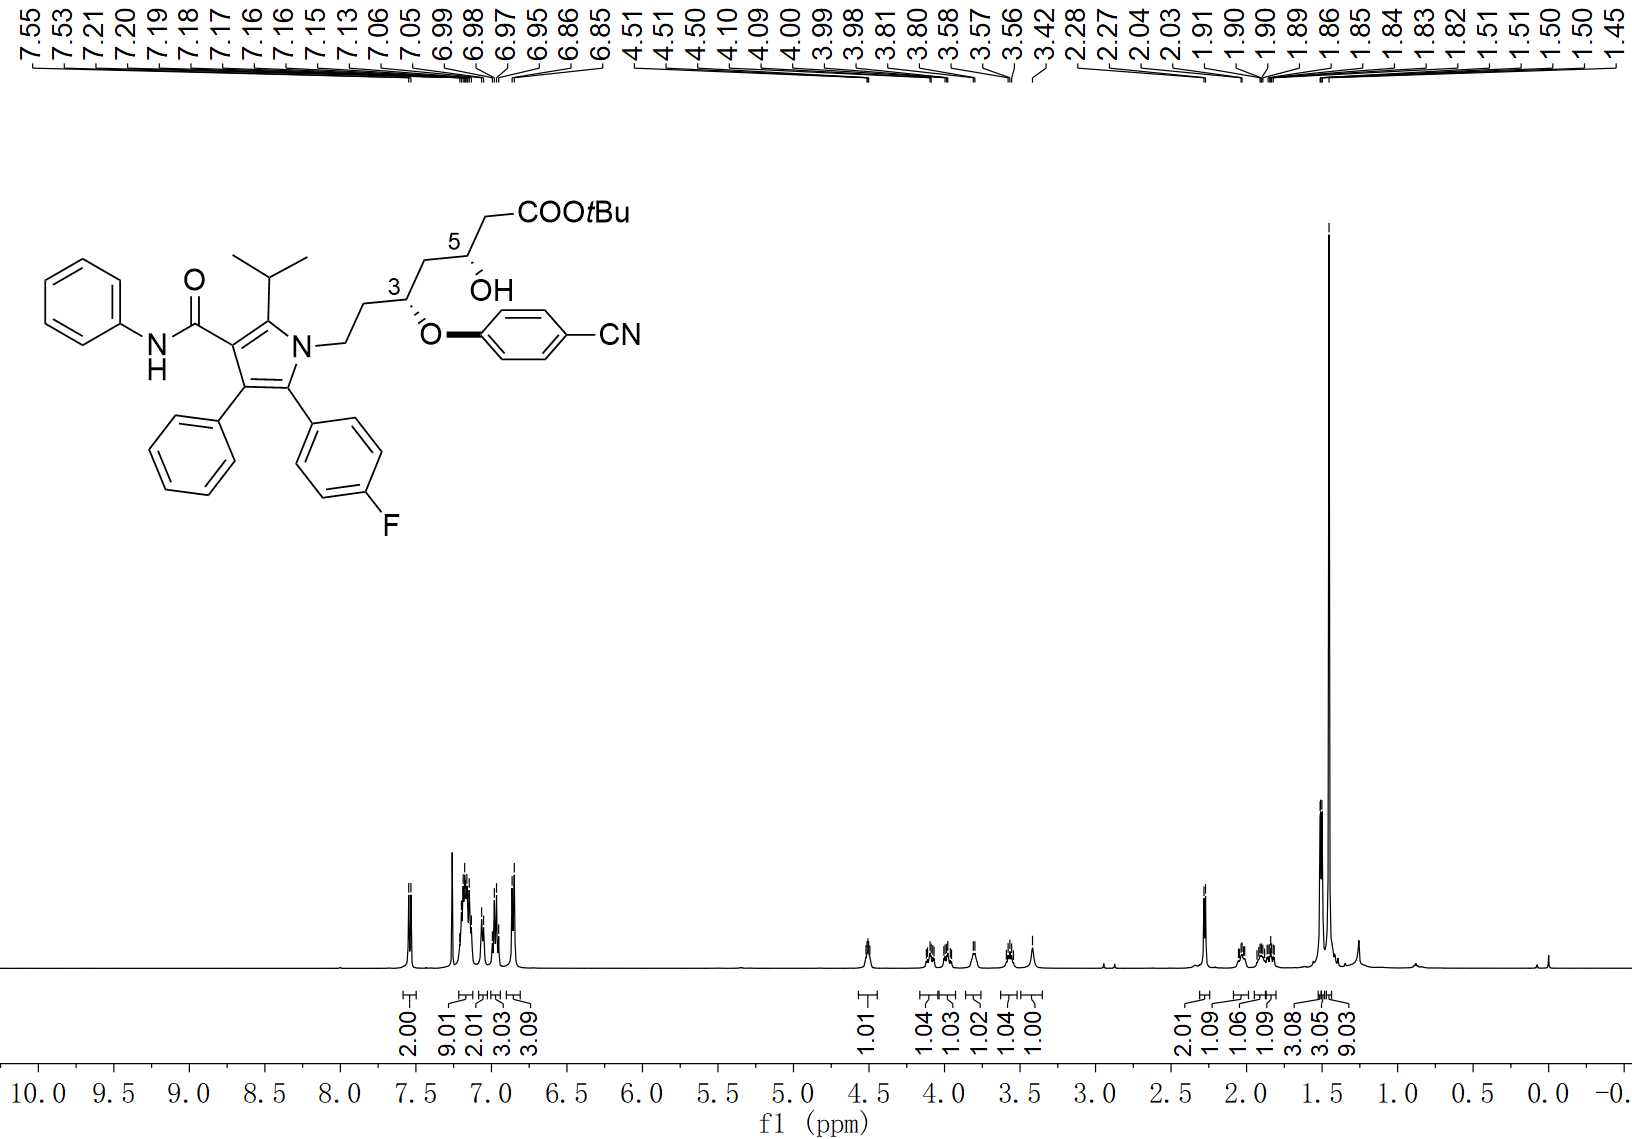 7.55 7.53 7.21 7.20 7.19 7.18 7.17 7.16 7.16 7.15 7.13 7.06 7.05 6.99 6.98 6.97 6.95 6.86 6.85 4.51 4.51 4.50 4.10 4.09 4.00 3.99 3.98 3.81 3.80 3.58 3.57 3.56 3.42 2.28 2.27 2.04 2.03 1.91 1.90 1.90 1.89 1.86 1.85 1.84 1.83 1.82 1.51 1.51 1.50 1.50 1.45
COOtBu
5
O
3
OH
O
CN
N
H
N
F
2.00 9.01 2.01 3.03 3.09 1.01 1.04 1.03 1.02 1.04 1.00 2.01 1.09 1.06 1.09 3.08 3.05 9.03
10.0 9.5 9.0 8.5 8.0 7.5 7.0 6.5 6.0 5.5 5.0 4.5 4.0 3.5 3.0 2.5 2.0 1.5 1.0 0.5 0.0 -0.
f1 (ppm)